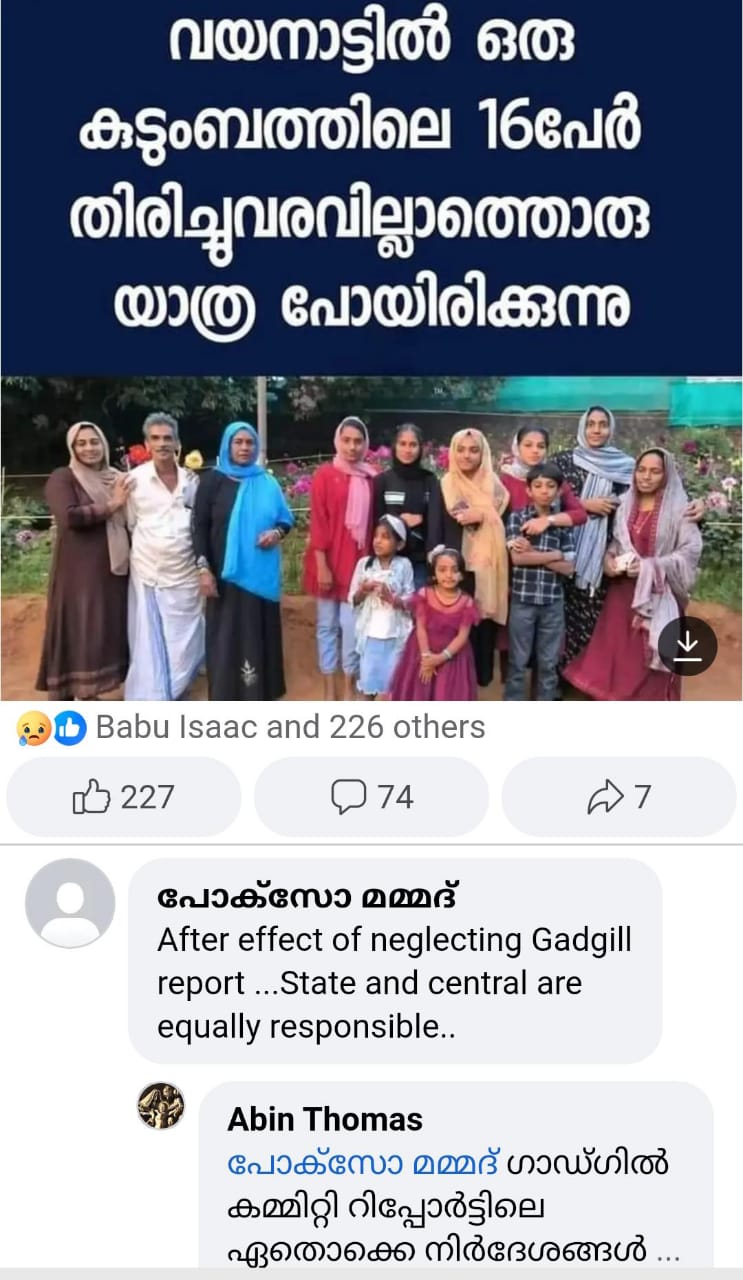 വയനാട്ടിൽ ഒരു
കുടുംബത്തിലെ 16പേർ
തിരിച്ചുവരവില്ലാത്തൊരു
യാത്ര പോയിരിക്കുന്നു
Babu Isaac and 226 others
227 74 7
പോക്സോ മമ്മദ്
After effect of neglecting Gadgill
report ...State and central are
equally responsible..
Abin Thomas
പോക്സോ മമ്മദ് ഗാഡ്ഗിൽ
കമ്മിറ്റി റിപ്പോർട്ടിലെ
ഏതൊക്കെ നിർദേശങ്ങൾ ...